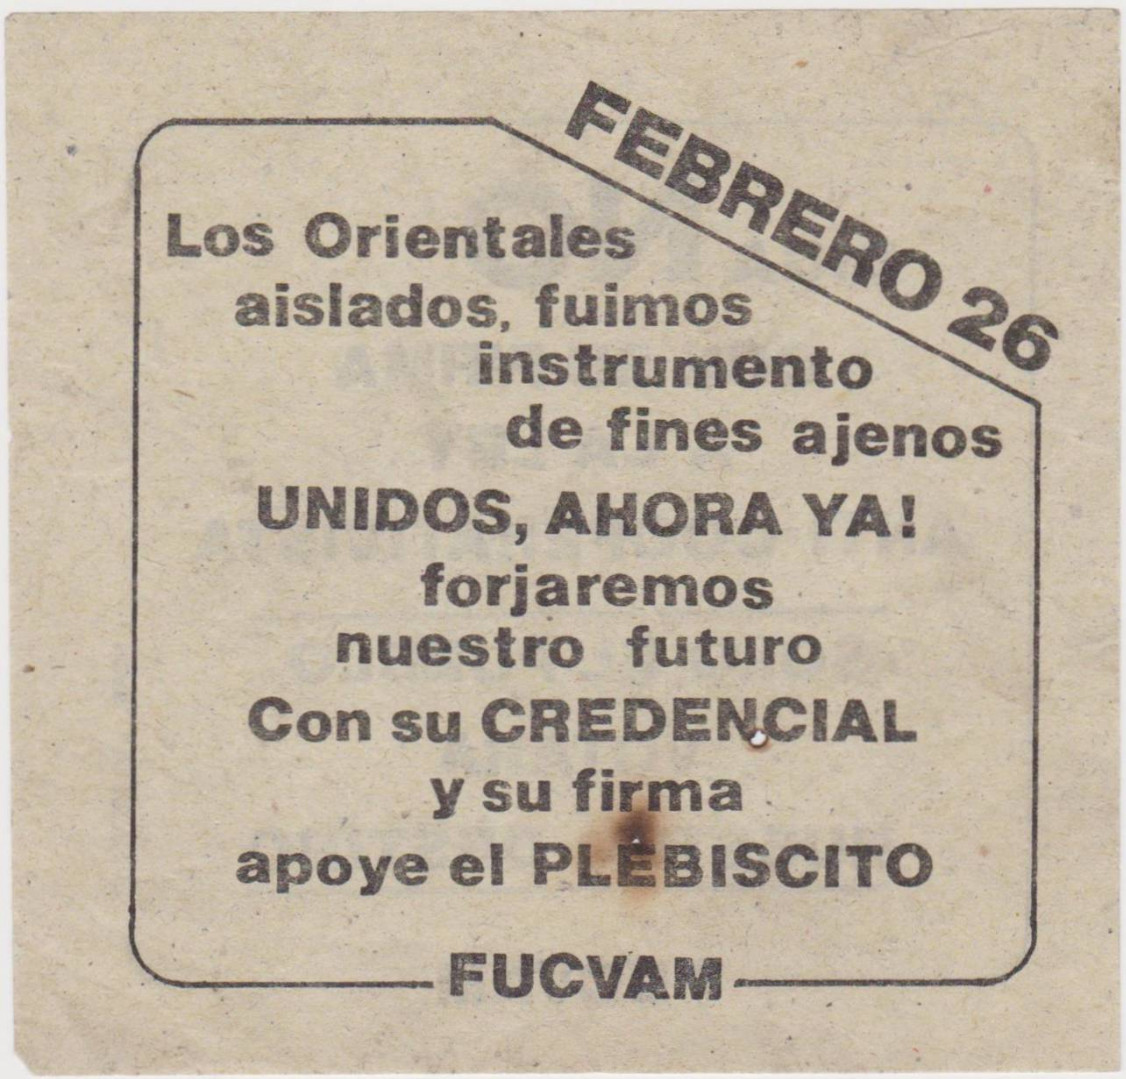 FEBRERO 26
Los Orientales
aislados, fuimos
instrumento
de fines ajenos
UNIDOS, AHORA YA!
forjaremos
nuestro futuro
Con su CREDENCIAL
y su firma
apoye el PLEBISCITO
FUCVAM